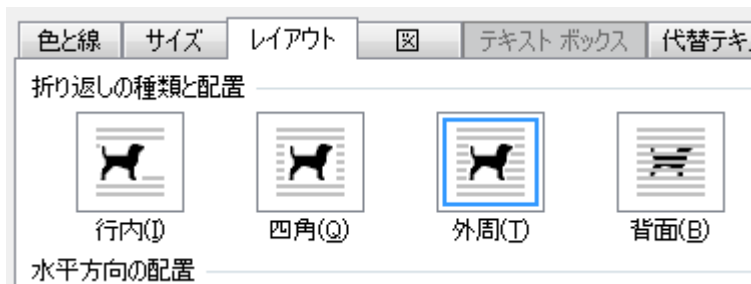 色と線 サイズ レイアウト 図 テキスト ボックス 代替テキ
折り返しの種類と配置
行内(I) 四角(Q) 外周(T) 背面(B)
水平方向の配置